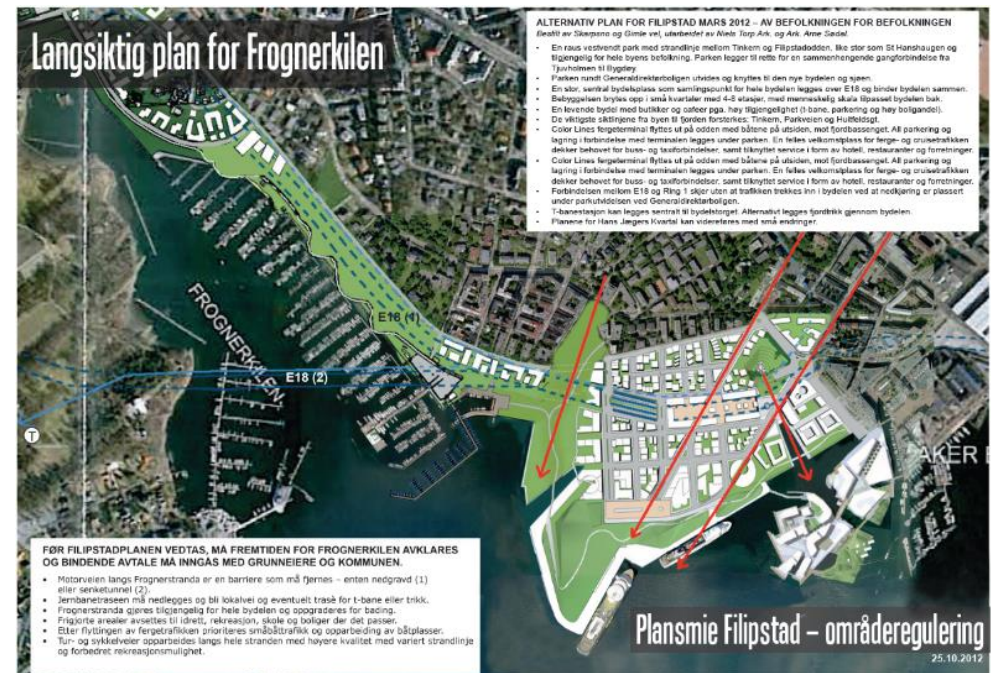 Langsiktig plan for Frognerkilen
ALTERNATIV PLAN FOR FILIPSTAD MARS 2012 – AV BEFOLKNINGEN FOR BEFOLKNINGEN
Bestilt av Skarpsno og Gimle vel, utarbeidet av Niels Torp Ark. og Ark. Arne Sødal.
• En raus vestvendt park med strandlinje mellom Tinkern og Filipstadodden, like stor som St Hanshaugen og
tilgjengelig for hele byens befolkning. Parken legger til rette for en sammenhengende gangforbindelse fra
Tjuvholmen til Bygdøy.
• Parken rundt Generaldirektørboligen utvides og knyttes til den nye bydelen og sjøen.
• En stor, sentral bydelsplass som samlingspunkt for hele bydelen legges over E18 og binder bydelen sammen.
• Bebyggelsen brytes opp i små kvartaler med 4-8 etasjer, med menneskelig skala tilpasset bydelen bak.
• En levende bydel med butikker og cafeer pga. høy tilgjengelighet (t-bane, parkering og høy boligandel).
• De viktigste siktlinjene fra byen til fjorden forsterkes: Tinkern, Parkveien og Huitfeldsgt.
• Color Lines fergeterminal flyttes ut på odden med båtene på utsiden, mot fjordbassenget. All parkering og
lagring i forbindelse med terminalen legges under parken. En felles velkomstplass for ferge- og cruisetrafikken
dekker behovet for buss- og taxiforbindelser, samt tilknyttet service i form av hotell, restauranter og forretninger.
• Color Lines fergeterminal flyttes ut på odden med båtene på utsiden, mot fjordbassenget. All parkering og
lagring i forbindelse med terminalen legges under parken. En felles velkomstplass for ferge- og cruisetrafikken
dekker behovet for buss- og taxiforbindelser, samt tilknyttet service i form av hotell, restauranter og forretninger.
• Forbindelsen mellom E18 og Ring 1 skjer uten at trafikken trekkes inn i bydelen ved at nedkjøring er plassert
under parkutvidelsen ved Generaldirektørboligen.
• T-banestasjon kan legges sentralt til bydelstorget. Alternativt legges fjordtrikk gjennom bydelen.
• Planene for Hans Jægers Kvartal kan videreføres med små endringer.
E18 (1)
FROGNERKILEN
E18 (2)
T
AKER
FØR FILIPSTADPLANEN VEDTAS, MÅ FREMTIDEN FOR FROGNERKILEN AVKLARES
OG BINDENDE AVTALE MÅ INNGÅS MED GRUNNEIERE OG KOMMUNEN.
• Motorveien langs Frognerstranda er en barriere som må fjernes – enten nedgravd (1)
eller senketunnel (2).
• Jernbanetraseen må nedlegges og bli lokalvei og eventuelt trasè for t-bane eller trikk.
• Frognerstranda gjøres tilgjengelig for hele bydelen og oppgraderes for bading.
• Frigjorte arealer avsettes til idrett, rekreasjon, skole og boliger der det passer.
• Etter flyttingen av fergetrafikken prioriteres småbåttrafikk og opparbeiding av båtplasser.
• Tur- og sykkelveier opparbeides langs hele stranden med høyere kvalitet med variert strandlinje
og forbedret rekreasjonsmulighet.
Plansmie Filipstad – områderegulering
25.10.2012